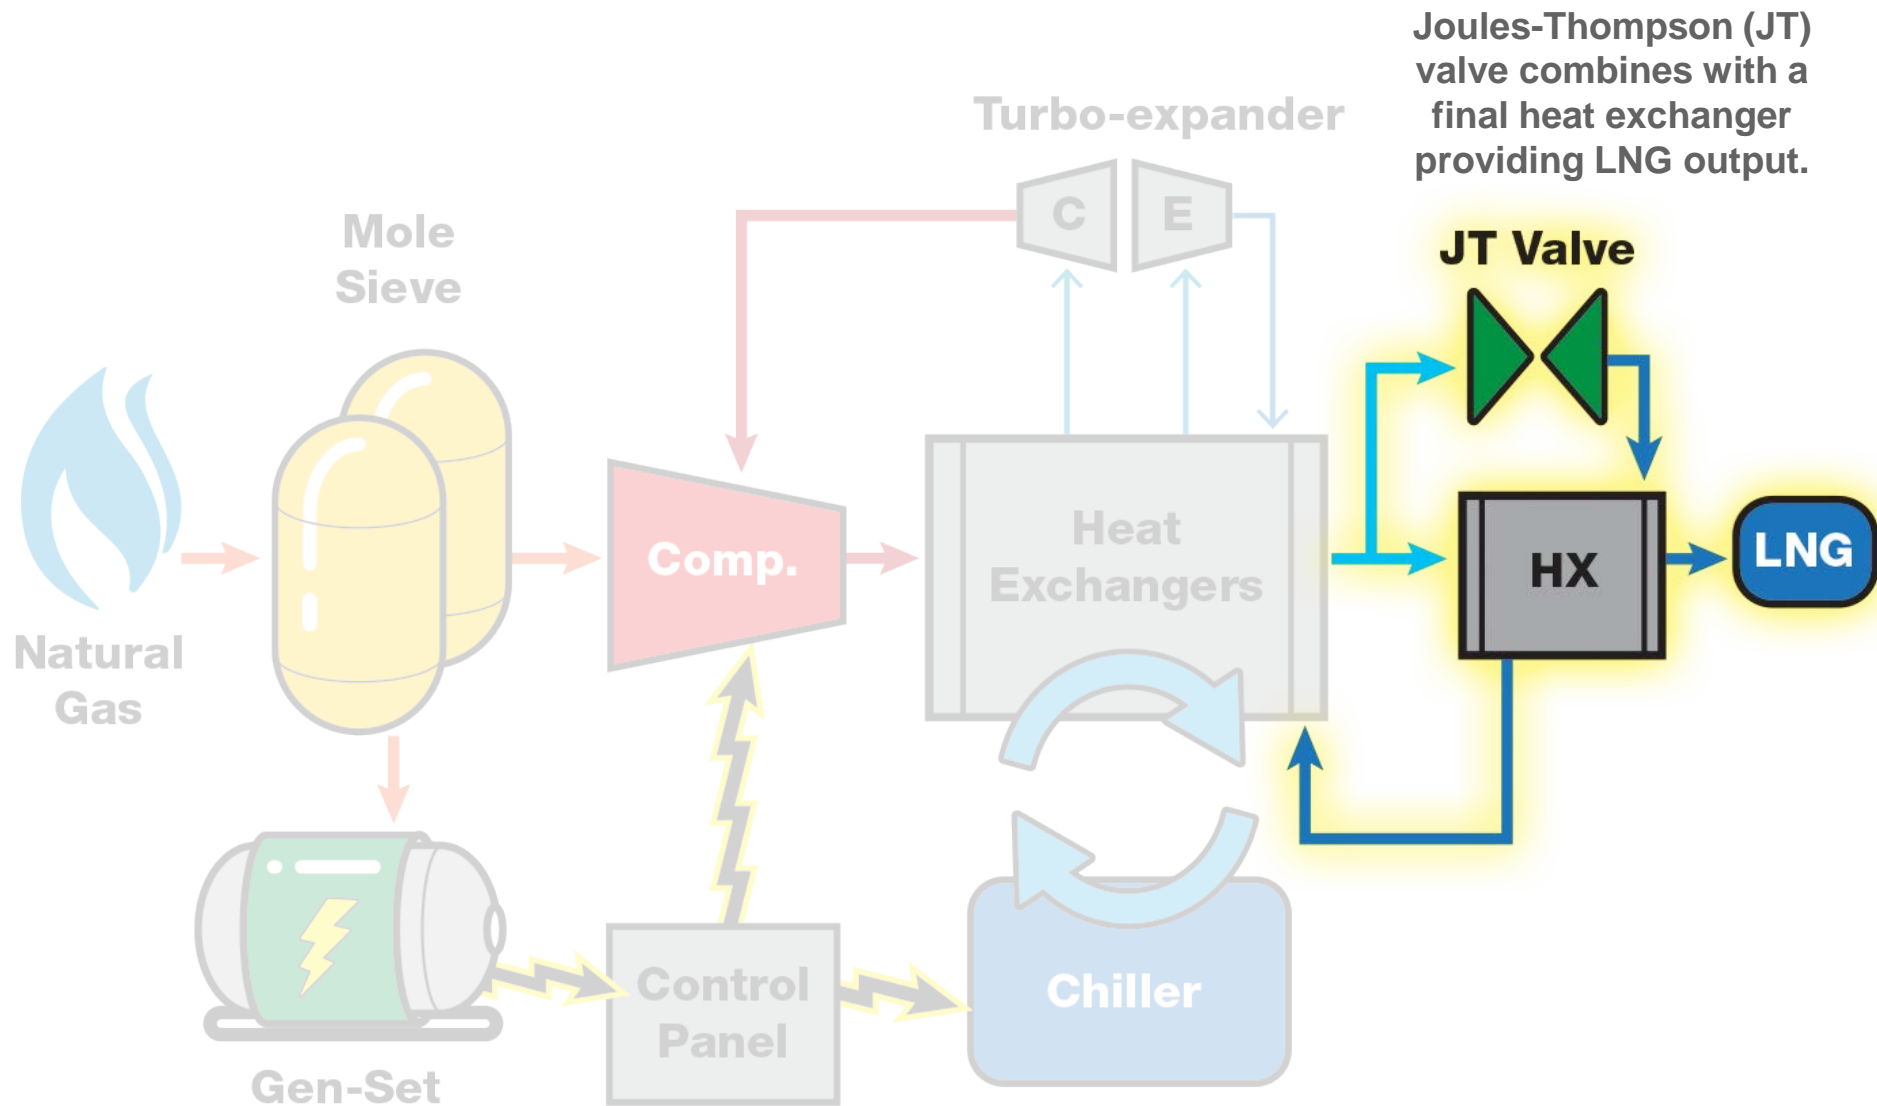 Joules-Thompson (JT)
valve combines with a
final heat exchanger
providing LNG output.
Turbo-expander
C
E
JT Valve
Mole
Sieve
Natural
Gas
Comp.
Heat
Exchangers
HX
LNG
Gen-Set
Control
Panel
Chiller